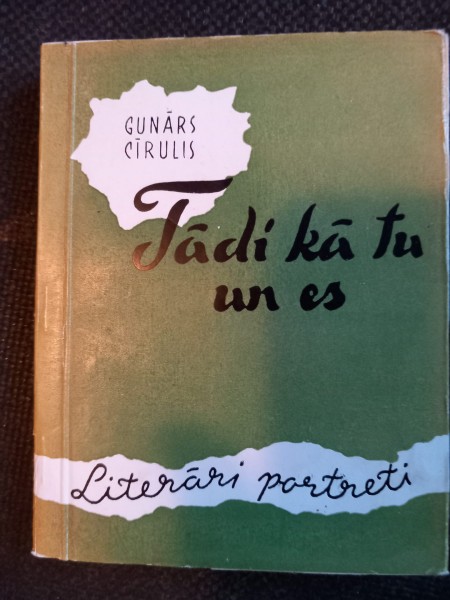 GUNĀRS
CĪRULIS
Tādi kā tu
un es
Literāri portreti